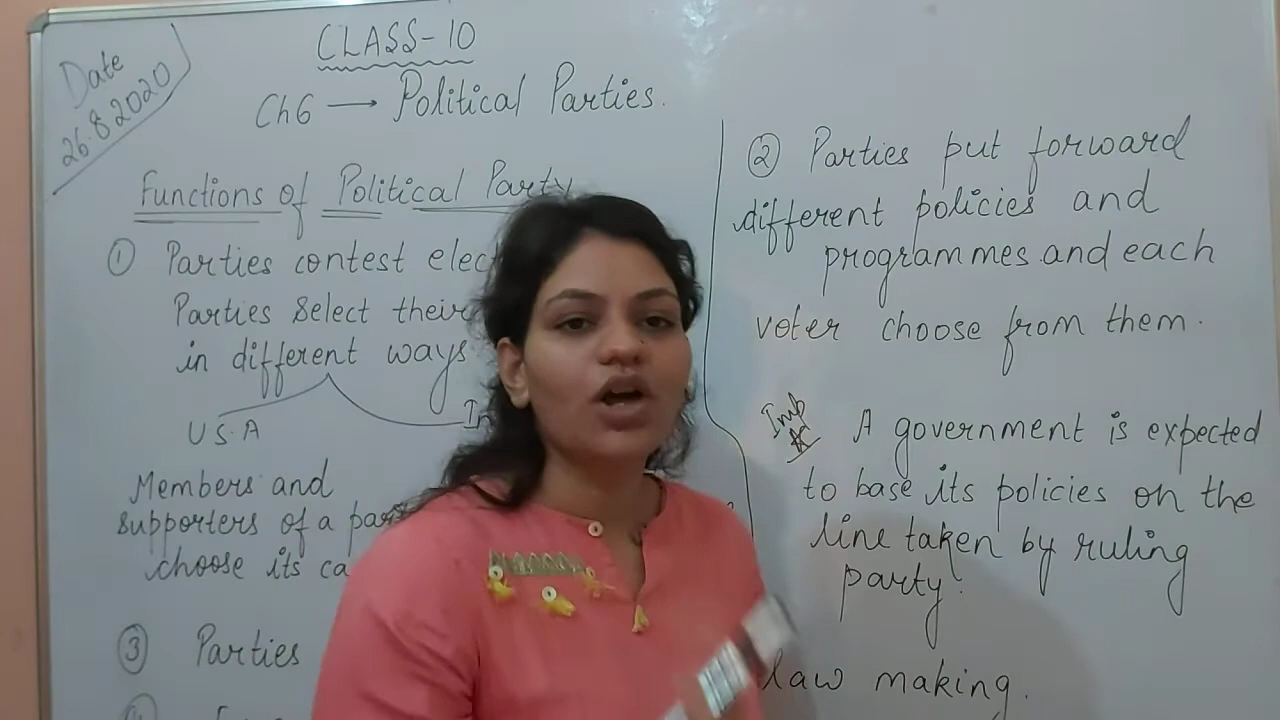 Date
26.8.2020
CLASS-10
Ch6 → Political Parties.
Functions of Political Party
① Parties contest elec
Parties select their
in different ways
U S.A
In
Members and
supporters of a pa
choose its ca
③ Parties
law making.
② Parties put forward
different policies and
programmes and each
voter choose from them.
Imp
A government is expected
to base its policies on the
line taken by ruling
party.